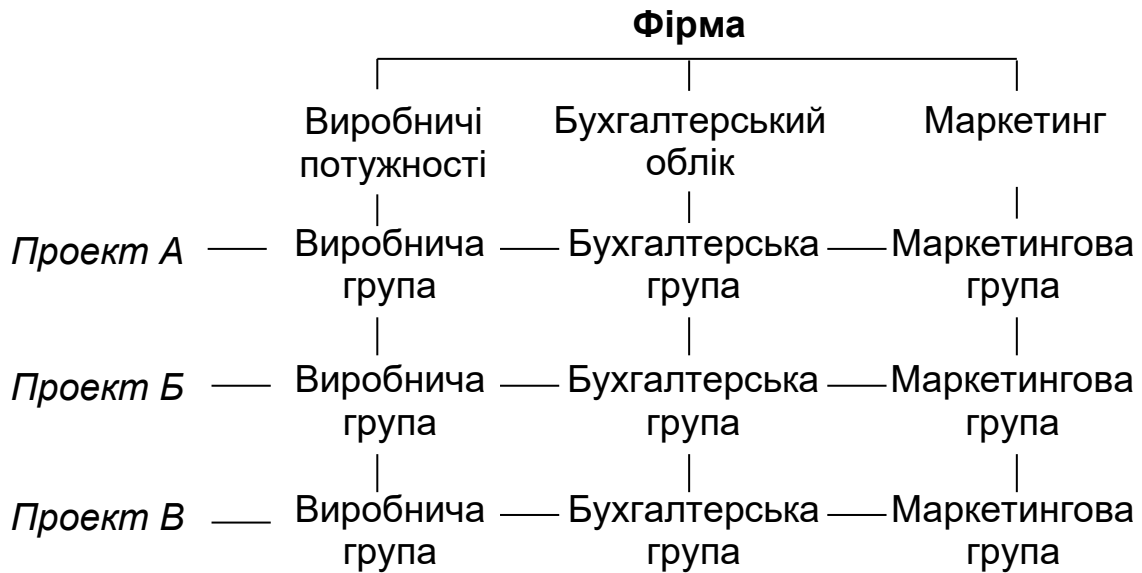 Фірма
Виробничі Бухгалтерський Маркетинг
потужності облік
Проект А Виробнича Бухгалтерська Маркетингова
група група група
Проект Б Виробнича Бухгалтерська Маркетингова
група група група
Проект В Виробнича Бухгалтерська Маркетингова
група група група